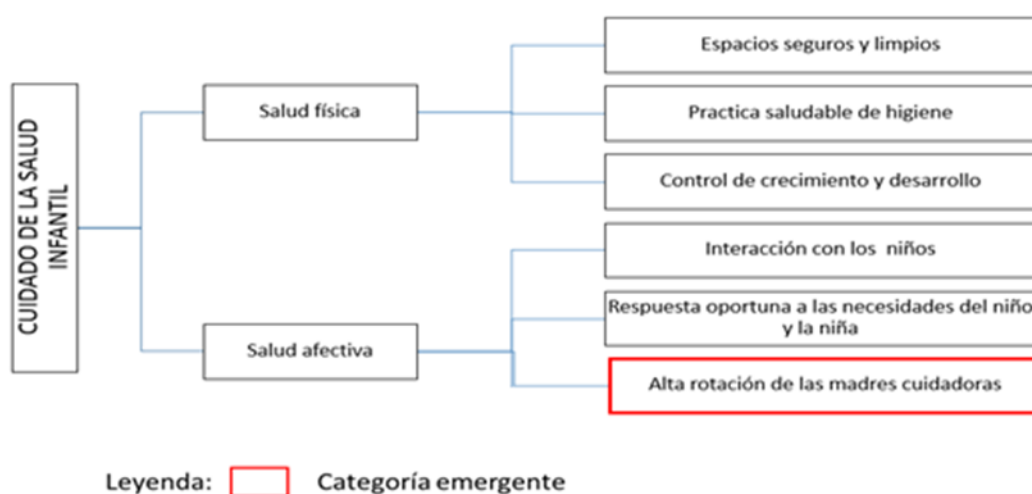 CUIDADO DE LA SALUD
INFANTIL
Salud física
Espacios seguros y limpios
Practica saludable de higiene
Control de crecimiento y desarrollo
Salud afectiva
Interacción con los niños
Respuesta oportuna a las necesidades del niño
y la niña
Alta rotación de las madres cuidadoras
Leyenda: Categoría emergente